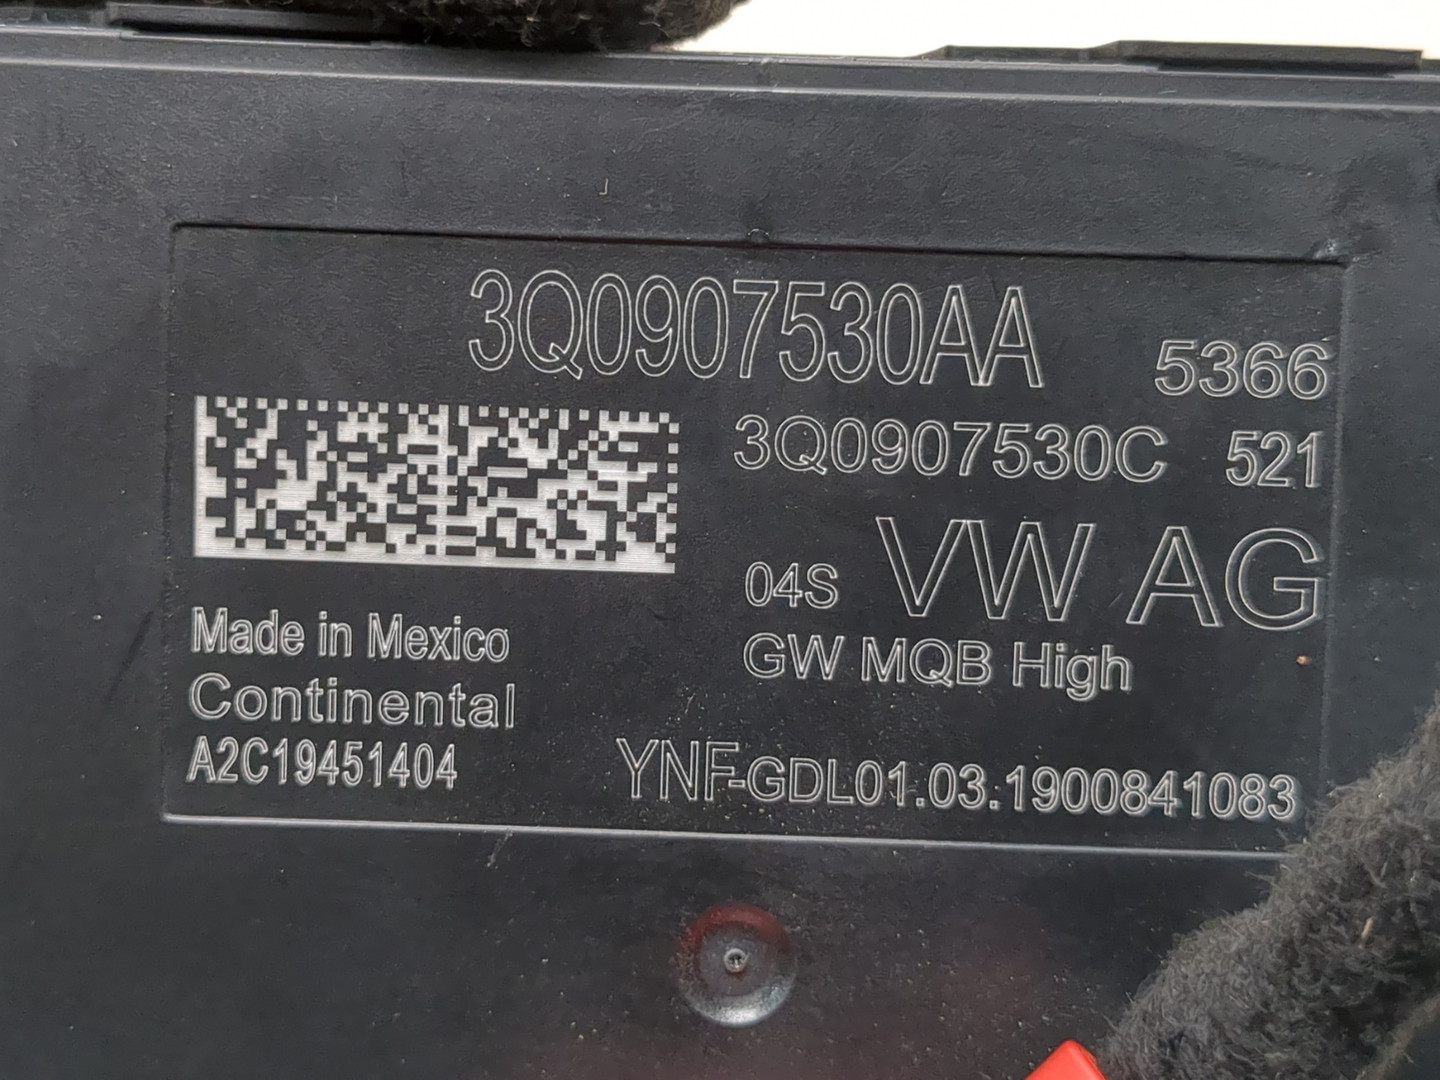 3Q0907530AA 5366
3Q0907530C 521
04S VW AG
GW MQB High
Made in Mexico
Continental
A2C19451404
YNF-GDL01.03.1900841083